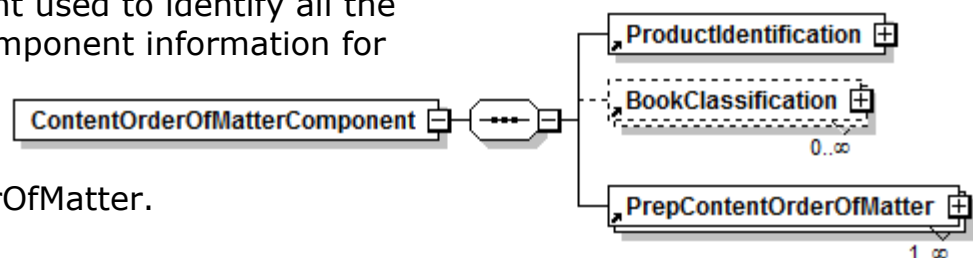 nt used to identify all the
mponent information for
rOfMatter.
ContentOrderOfMatterComponent
ProductIdentification
BookClassification
0..∞
PrepContentOrderOfMatter
1..∞